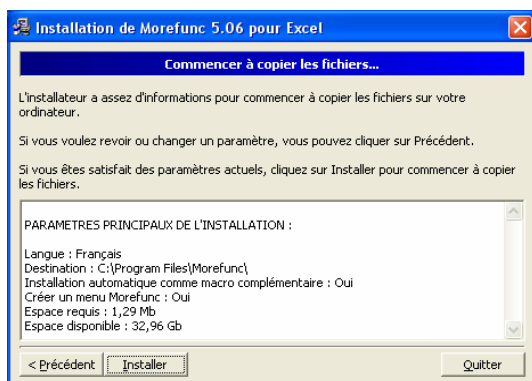 Installation de Morefunc 5.06 pour Excel
Commencer à copier les fichiers...
L'installateur a assez d'informations pour commencer à copier les fichiers sur votre
ordinateur.
Si vous voulez revoir ou changer un paramètre, vous pouvez cliquer sur Précédent.
Si vous êtes satisfait des paramètres actuels, cliquez sur Installer pour commencer à copier
les fichiers.
PARAMETRES PRINCIPAUX DE L'INSTALLATION :
Langue : Français
Destination : C:\Program Files\Morefunc\
Installation automatique comme macro complémentaire : Oui
Créer un menu Morefunc : Oui
Espace requis : 1,29 Mb
Espace disponible : 32,96 Gb
< Précédent Installer Quitter